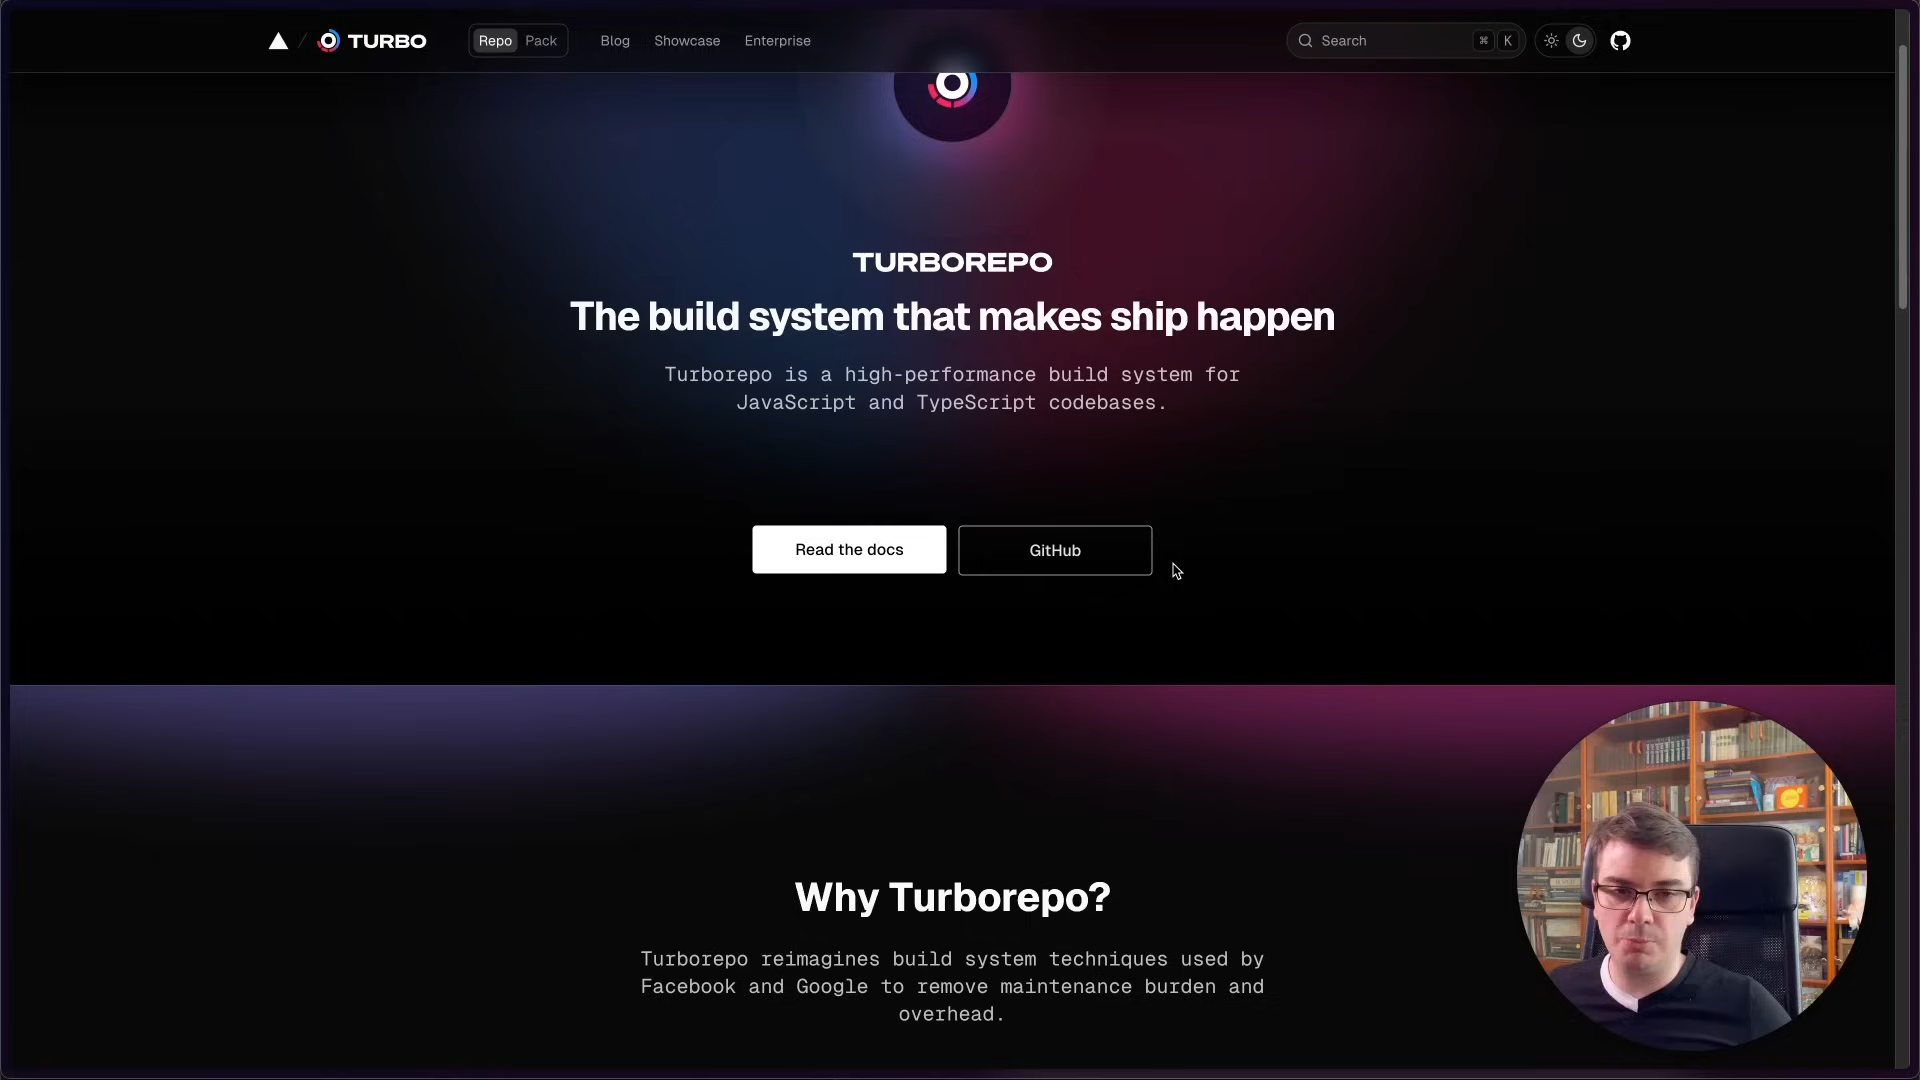 TURBO
Repo Pack
Blog
Showcase
Enterprise
Search
⌘ K
TURBOREPO
The build system that makes ship happen
Turborepo is a high-performance build system for
JavaScript and TypeScript codebases.
Read the docs
GitHub
Why Turborepo?
Turborepo reimagines build system techniques used by
Facebook and Google to remove maintenance burden and
overhead.